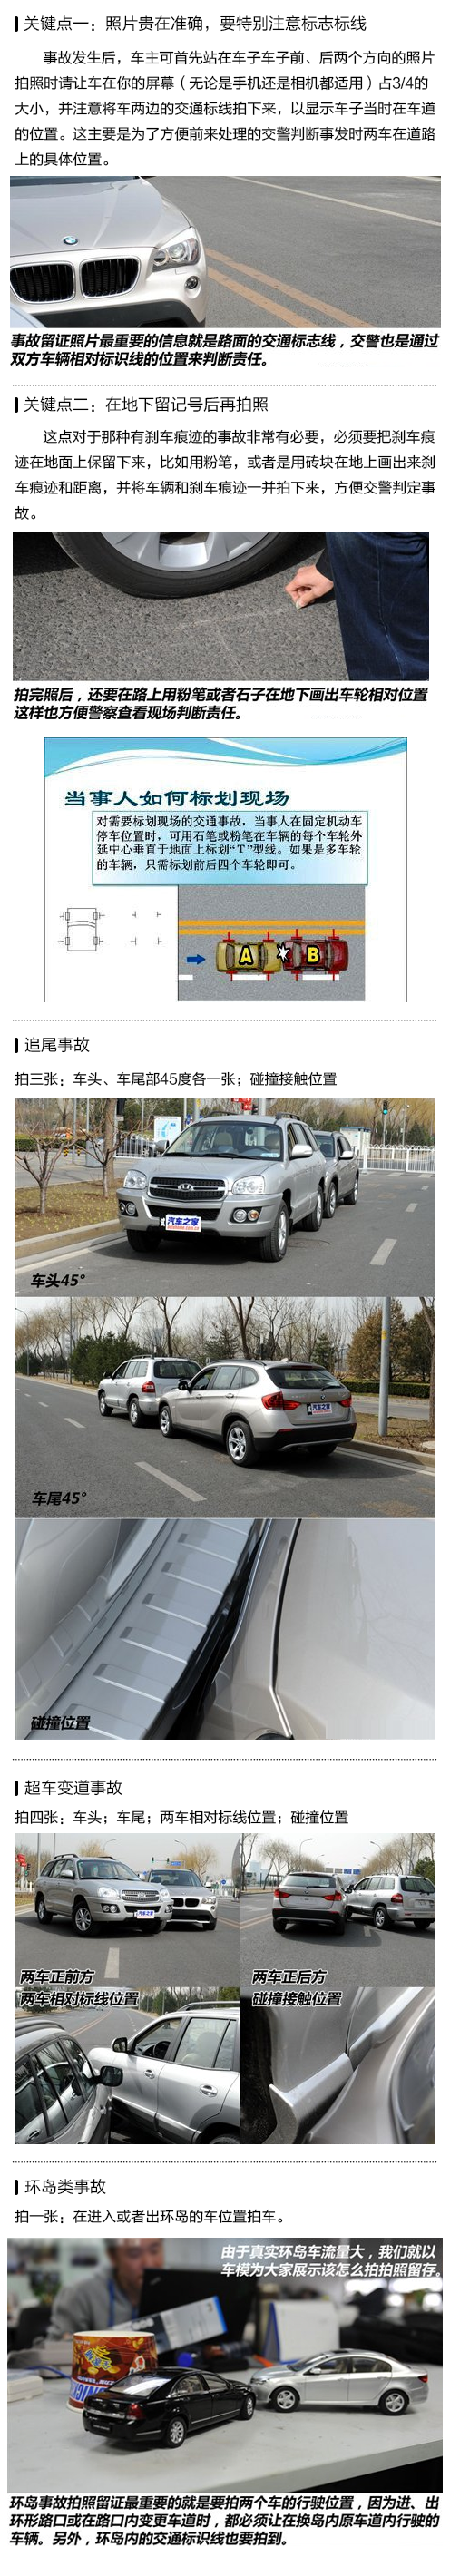 关键点一：照片贵在准确，要特别注意标志标线
事故发生后，车主可首先站在车子车子前、后两个方向的照片
拍照时请让车在你的屏幕（无论是手机还是相机都适用）占3/4的
大小，并注意将车两边的交通标线拍下来，以显示车子当时在车道
的位置。这主要是为了方便前来处理的交警判断事发时两车在道路
上的具体位置。
事故留证照片最重要的信息就是路面的交通标志线，交警也是通过
双方车辆相对标识线的位置来判断责任。
关键点二：在地下留记号后再拍照
这点对于那种有刹车痕迹的事故非常有必要，必须要把刹车痕
迹在地面上保留下来，比如用粉笔，或者是用砖块在地上画出来刹
车痕迹和距离，并将车辆和刹车痕迹一并拍下来，方便交警判定事
故。
拍完照后，还要在路上用粉笔或者石子在地下画出车轮相对位置
这样也方便警察查看现场判断责任。
当事人如何标划现场
对需要标划现场的交通事故，当事人在固定机动车
停车位置时，可用石笔或粉笔在车辆的每个车轮外
延中心垂直于地面上标划“T”型线。如果是多车轮
的车辆，只需标划前后四个车轮即可。
A B
追尾事故
拍三张：车头、车尾部45度各一张；碰撞接触位置
汽车之家
车头45°
汽车之家
车尾45°
碰撞位置
超车变道事故
拍四张：车头；车尾；两车相对标线位置；碰撞位置
汽车之家
两车正前方
两车正后方
两车相对标线位置
碰撞接触位置
环岛类事故
拍一张：在进入或者出环岛的车位置拍车。
由于真实环岛车流量大，我们就以
车模为大家展示该怎么拍拍照留存。
环岛事故拍照留证最重要的就是要拍两个车的行驶位置，因为进、出
环形路口或在路口内变更车道时，都必须让在换岛内原车道内行驶的
车辆。另外，环岛内的交通标识线也要拍到。